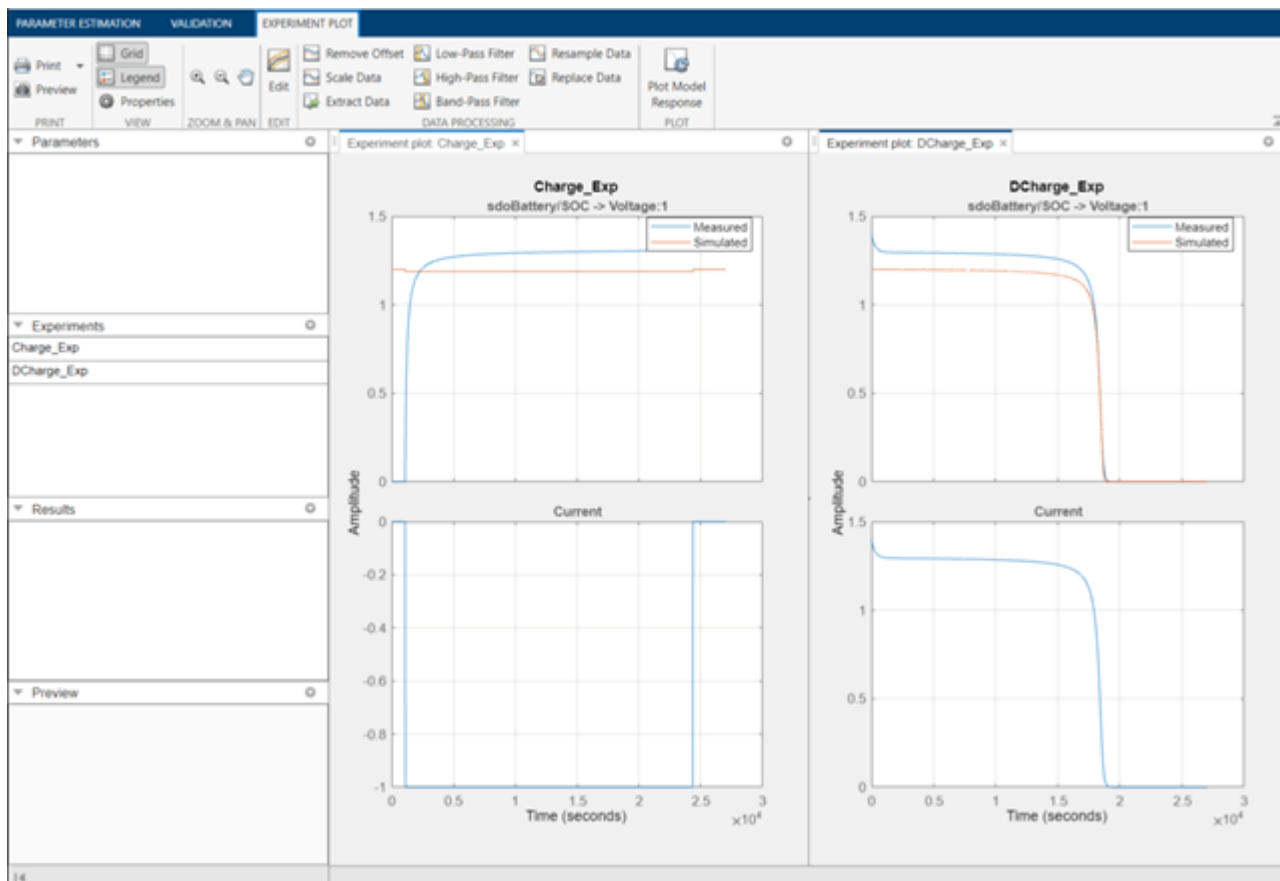 PARAMETER ESTIMATION VALIDATION EXPERIMENT PLOT
Print Grid Remove Offset Low-Pass Filter Resample Data
Preview Legend Edit Scale Data High-Pass Filter Replace Data Plot Model
Properties Extract Data Band-Pass Filter Response
PRINT VIEW ZOOM & PAN EDIT DATA PROCESSING PLOT
Parameters
Experiments
Charge_Exp
DCharge_Exp
Results
Preview
Experiment plot: Charge_Exp ×
Charge_Exp
sdoBattery/SOC -> Voltage:1
Measured
Simulated
1.5
1
0.5
0
Amplitude
Current
0
-0.2
-0.4
-0.6
-0.8
-1
0 0.5 1 1.5 2 2.5 3
Time (seconds)
×10⁴
Experiment plot: DCharge_Exp ×
DCharge_Exp
sdoBattery/SOC -> Voltage:1
Measured
Simulated
1.5
1
0.5
0
Amplitude
Current
1.5
1
0.5
0
0 0.5 1 1.5 2 2.5 3
Time (seconds)
×10⁴